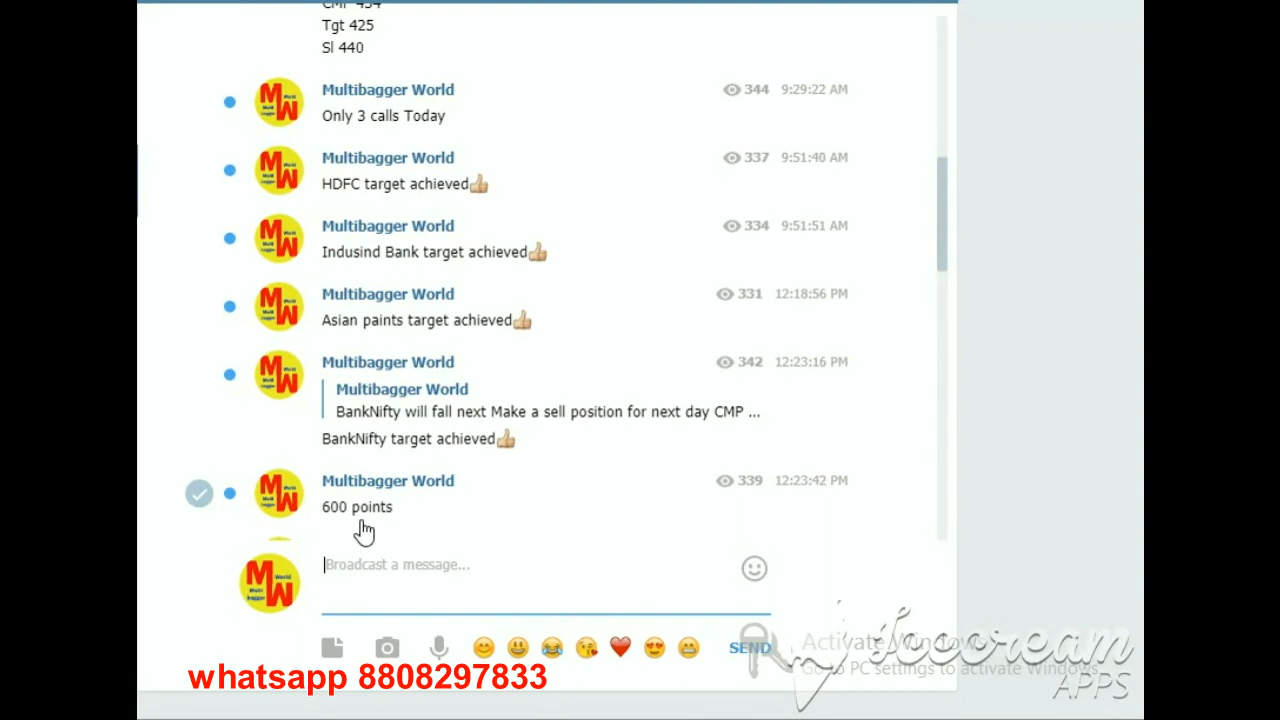 CMP 434
Tgt 425
Sl 440
Multibagger World 344 9:29:22 AM
Only 3 calls Today
Multibagger World 337 9:51:40 AM
HDFC target achieved👍
Multibagger World 334 9:51:51 AM
Indusind Bank target achieved👍
Multibagger World 331 12:18:56 PM
Asian paints target achieved👍
Multibagger World 342 12:23:16 PM
Multibagger World
BankNifty will fall next Make a sell position for next day CMP ...
BankNifty target achieved👍
Multibagger World 339 12:23:42 PM
600 points
Broadcast a message...
SEND
Activate Windows
Go to PC settings to activate Windows.
Icecream
APPS
whatsapp 8808297833